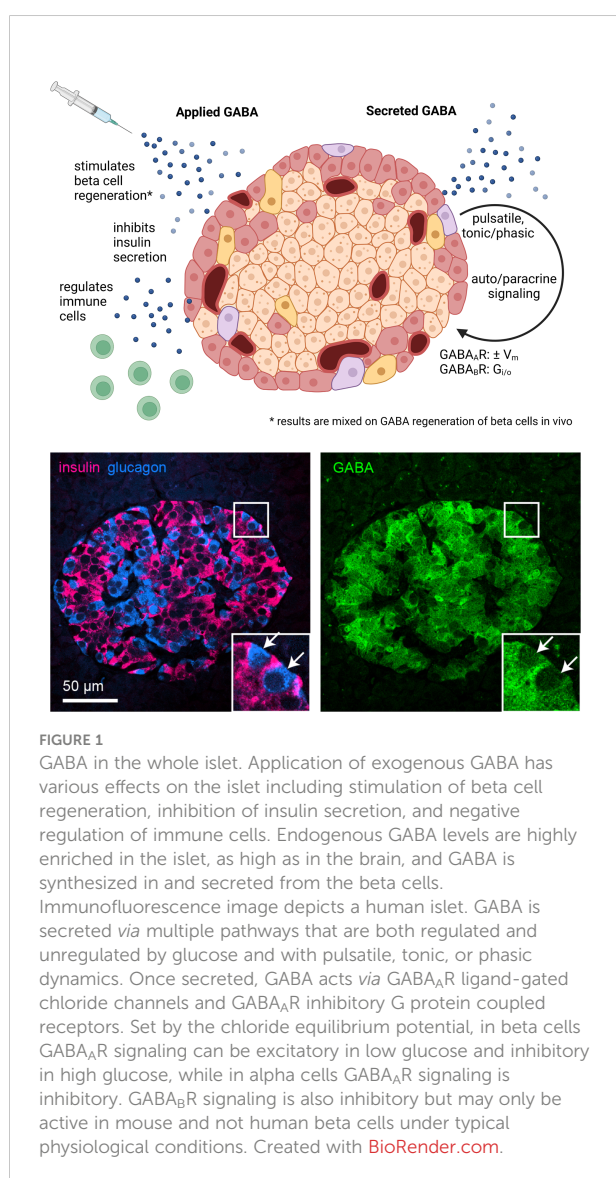 Applied GABA
Secreted GABA
stimulates
beta cell
regeneration*
inhibits
insulin
secretion
regulates
immune
cells
pulsatile,
tonic/phasic
auto/paracrine
signaling
GABAAR: ± Vm
GABABR: Gi/o
* results are mixed on GABA regeneration of beta cells in vivo
insulin glucagon
GABA
50 µm
FIGURE 1
GABA in the whole islet. Application of exogenous GABA has
various effects on the islet including stimulation of beta cell
regeneration, inhibition of insulin secretion, and negative
regulation of immune cells. Endogenous GABA levels are highly
enriched in the islet, as high as in the brain, and GABA is
synthesized in and secreted from the beta cells.
Immunofluorescence image depicts a human islet. GABA is
secreted via multiple pathways that are both regulated and
unregulated by glucose and with pulsatile, tonic, or phasic
dynamics. Once secreted, GABA acts via GABAAR ligand-gated
chloride channels and GABAAR inhibitory G protein coupled
receptors. Set by the chloride equilibrium potential, in beta cells
GABAAR signaling can be excitatory in low glucose and inhibitory
in high glucose, while in alpha cells GABAAR signaling is
inhibitory. GABABR signaling is also inhibitory but may only be
active in mouse and not human beta cells under typical
physiological conditions. Created with BioRender.com.